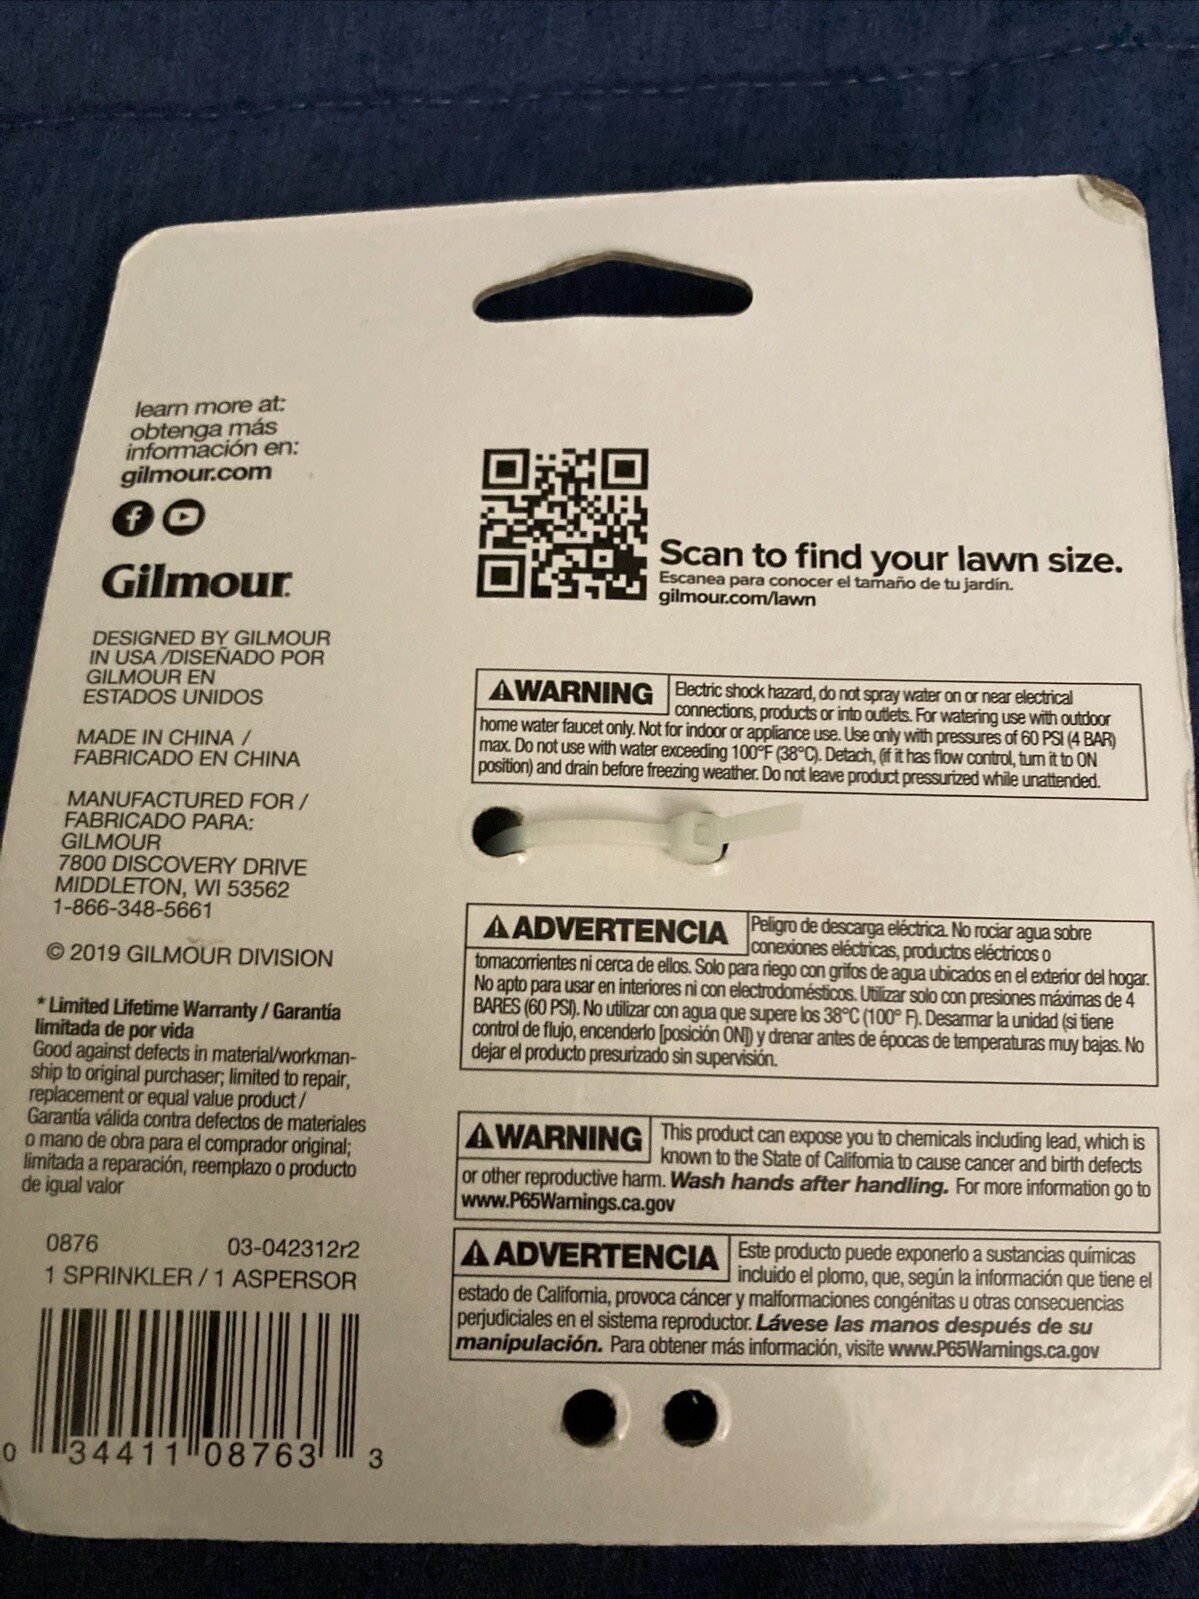 learn more at:
obtenga más
información en:
gilmour.com
Gilmour.
DESIGNED BY GILMOUR
IN USA /DISEÑADO POR
GILMOUR EN
ESTADOS UNIDOS
MADE IN CHINA /
FABRICADO EN CHINA
MANUFACTURED FOR /
FABRICADO PARA:
GILMOUR
7800 DISCOVERY DRIVE
MIDDLETON, WI 53562
1-866-348-5661
© 2019 GILMOUR DIVISION
* Limited Lifetime Warranty / Garantía
limitada de por vida
Good against defects in material/workman-
ship to original purchaser; limited to repair,
replacement or equal value product /
Garantía válida contra defectos de materiales
o mano de obra para el comprador original;
limitada a reparación, reemplazo o producto
de igual valor
0876 03-042312r2
1 SPRINKLER / 1 ASPERSOR
0 34411 08763 3
Scan to find your lawn size.
Escanea para conocer el tamaño de tu jardín.
gilmour.com/lawn
⚠WARNING Electric shock hazard, do not spray water on or near electrical
connections, products or into outlets. For watering use with outdoor
home water faucet only. Not for indoor or appliance use. Use only with pressures of 60 PSI (4 BAR)
max. Do not use with water exceeding 100°F (38°C). Detach, (if it has flow control, turn it to ON
position) and drain before freezing weather. Do not leave product pressurized while unattended.
⚠ADVERTENCIA Peligro de descarga eléctrica. No rociar agua sobre
conexiones eléctricas, productos eléctricos o
tomacorrientes ni cerca de ellos. Solo para riego con grifos de agua ubicados en el exterior del hogar.
No apto para usar en interiores ni con electrodomésticos. Utilizar solo con presiones máximas de 4
BARES (60 PSI). No utilizar con agua que supere los 38°C (100° F). Desarmar la unidad (si tiene
control de flujo, encenderlo [posición ON]) y drenar antes de épocas de temperaturas muy bajas. No
dejar el producto presurizado sin supervisión.
⚠WARNING This product can expose you to chemicals including lead, which is
known to the State of California to cause cancer and birth defects
or other reproductive harm. Wash hands after handling. For more information go to
www.P65Warnings.ca.gov
⚠ADVERTENCIA Este producto puede exponerlo a sustancias químicas
incluido el plomo, que, según la información que tiene el
estado de California, provoca cáncer y malformaciones congénitas u otras consecuencias
perjudiciales en el sistema reproductor. Lávese las manos después de su
manipulación. Para obtener más información, visite www.P65Warnings.ca.gov